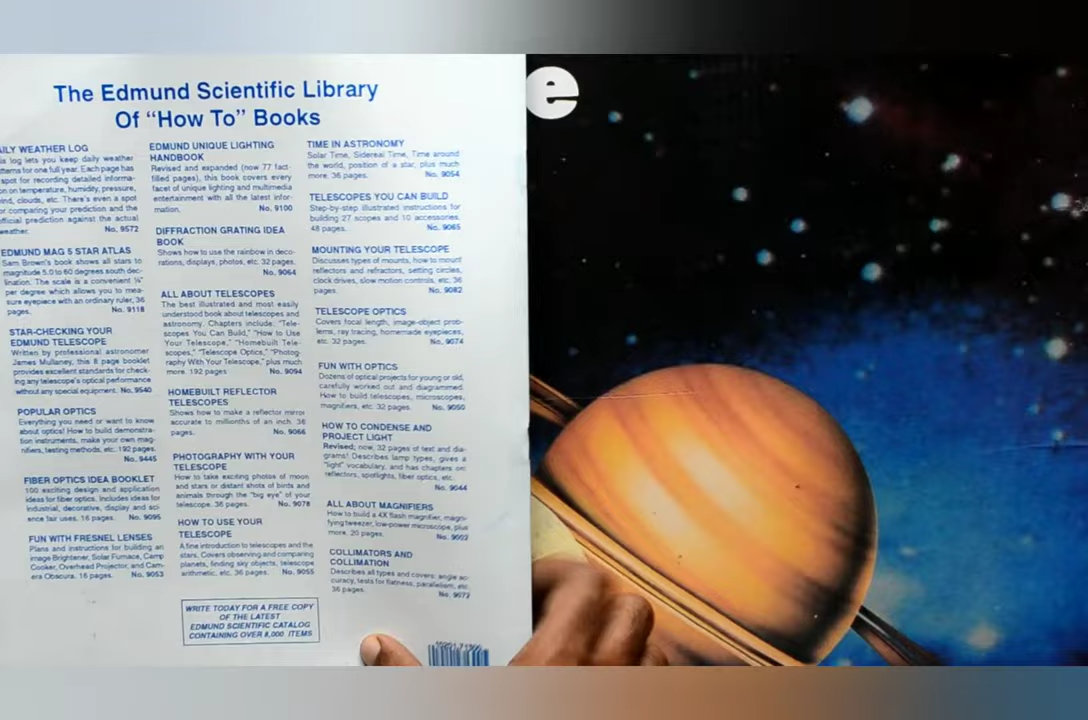 The Edmund Scientific Library
Of "How To" Books
AILY WEATHER LOG
is log lets you keep daily weather
tterns for one full year. Each page has
spot for recording detailed informa-
on on temperature, humidity, pressure,
ind, clouds, etc. There's even a spot
or comparing your prediction and the
official prediction against the actual
weather. No. 9572
EDMUND MAG 5 STAR ATLAS
Sam Brown's book shows all stars to
magnitude 5.0 to 60 degrees south dec-
lination. The scale is a convenient ¼"
per degree which allows you to mea-
sure eyepiece with an ordinary ruler, 36
pages. No. 9118
STAR-CHECKING YOUR
EDMUND TELESCOPE
Written by professional astronomer
James Mullaney, this 8 page booklet
provides excellent standards for check-
ing any telescope's optical performance
without any special equipment. No. 9540
POPULAR OPTICS
Everything you need or want to know
about optics! How to build demonstra-
tion instruments, make your own mag-
nifiers, testing methods, etc. 192 pages.
No. 9445
FIBER OPTICS IDEA BOOKLET
100 exciting design and application
ideas for fiber optics. Includes ideas for
industrial, decorative, display and sci-
ence fair uses. 16 pages. No. 9095
FUN WITH FRESNEL LENSES
Plans and instructions for building an
image Brightener, Solar Furnace, Camp
Cooker, Overhead Projector, and Cam-
era Obscura. 16 pages. No. 9053
EDMUND UNIQUE LIGHTING
HANDBOOK
Revised and expanded (now 77 fact-
filled pages), this book covers every
facet of unique lighting and multimedia
entertainment with all the latest infor-
mation. No. 9100
DIFFRACTION GRATING IDEA
BOOK
Shows how to use the rainbow in deco-
rations, displays, photos, etc. 32 pages.
No. 9064
ALL ABOUT TELESCOPES
The best illustrated and most easily
understood book about telescopes and
astronomy. Chapters include: "Tele-
scopes You Can Build," "How to Use
Your Telescope," "Homebuilt Tele-
scopes," "Telescope Optics," "Photog-
raphy With Your Telescope," plus much
more. 192 pages No. 9094
HOMEBUILT REFLECTOR
TELESCOPES
Shows how to make a reflector mirror
accurate to millionths of an inch. 36
pages. No. 9066
PHOTOGRAPHY WITH YOUR
TELESCOPE
How to take exciting photos of moon
and stars or distant shots of birds and
animals through the "big eye" of your
telescope. 36 pages. No. 9078
HOW TO USE YOUR
TELESCOPE
A fine introduction to telescopes and the
stars. Covers observing and comparing
planets, finding sky objects, telescope
arithmetic, etc. 36 pages. No. 9055
TIME IN ASTRONOMY
Solar Time, Sidereal Time, Time around
the world, position of a star, plus much
more. 36 pages. No. 9054
TELESCOPES YOU CAN BUILD
Step-by-step illustrated instructions for
building 27 scopes and 10 accessories.
48 pages. No. 9065
MOUNTING YOUR TELESCOPE
Discusses types of mounts, how to mount
reflectors and refractors, setting circles,
clock drives, slow motion controls, etc, 36
pages. No. 9082
TELESCOPE OPTICS
Covers focal length, image-object prob-
lems, ray tracing, homemade eyepieces,
etc. 32 pages. No. 9074
FUN WITH OPTICS
Dozens of optical projects for young or old,
carefully worked out and diagrammed.
How to build telescopes, microscopes,
magnifiers, etc. 32 pages. No. 9050
HOW TO CONDENSE AND
PROJECT LIGHT
Revised; now, 32 pages of text and dia-
grams! Describes lamp types, gives a
"light" vocabulary, and has chapters on:
reflectors, spotlights, fiber optics, etc.
No. 9044
ALL ABOUT MAGNIFIERS
How to build a 4X flash magnifier, magni-
fying tweezer, low-power microscope, plus
more. 20 pages. No. 9002
COLLIMATORS AND
COLLIMATION
Describes all types and covers: angle ac-
curacy, tests for flatness, parallelism, etc.
36 pages. No. 9072
WRITE TODAY FOR A FREE COPY
OF THE LATEST
EDMUND SCIENTIFIC CATALOG
CONTAINING OVER 8,000 ITEMS
e